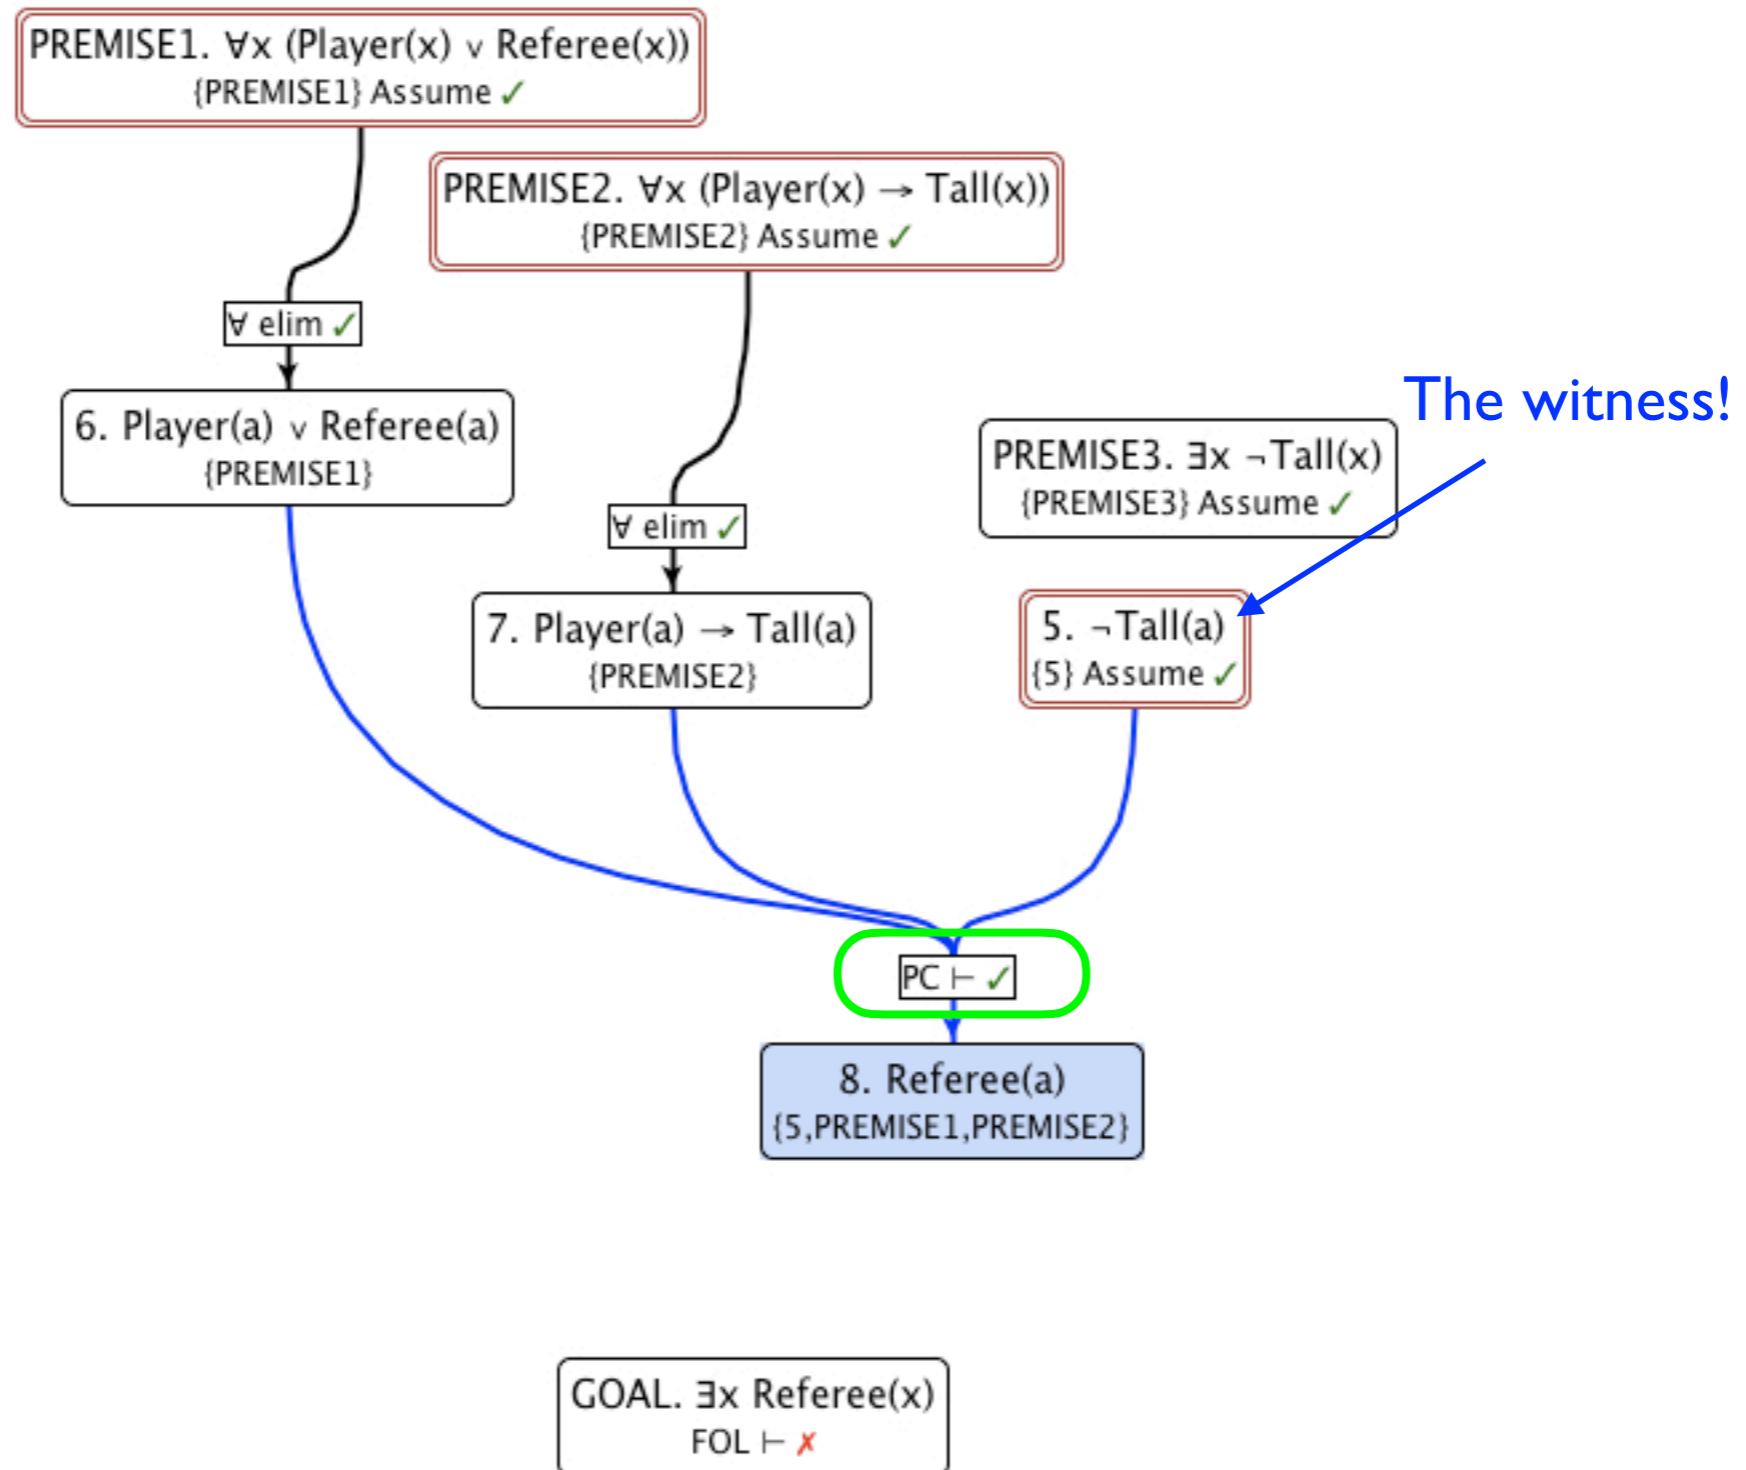 PREMISE1. ∀x (Player(x) ∨ Referee(x))
{PREMISE1} Assume ✓
PREMISE2. ∀x (Player(x) → Tall(x))
{PREMISE2} Assume ✓
∀ elim ✓
6. Player(a) ∨ Referee(a)
{PREMISE1}
The witness!
PREMISE3. ∃x ¬Tall(x)
{PREMISE3} Assume ✓
∀ elim ✓
7. Player(a) → Tall(a)
{PREMISE2}
5. ¬Tall(a)
{5} Assume ✓
PC ⊢ ✓
8. Referee(a)
{5,PREMISE1,PREMISE2}
GOAL. ∃x Referee(x)
FOL ⊢ ✗